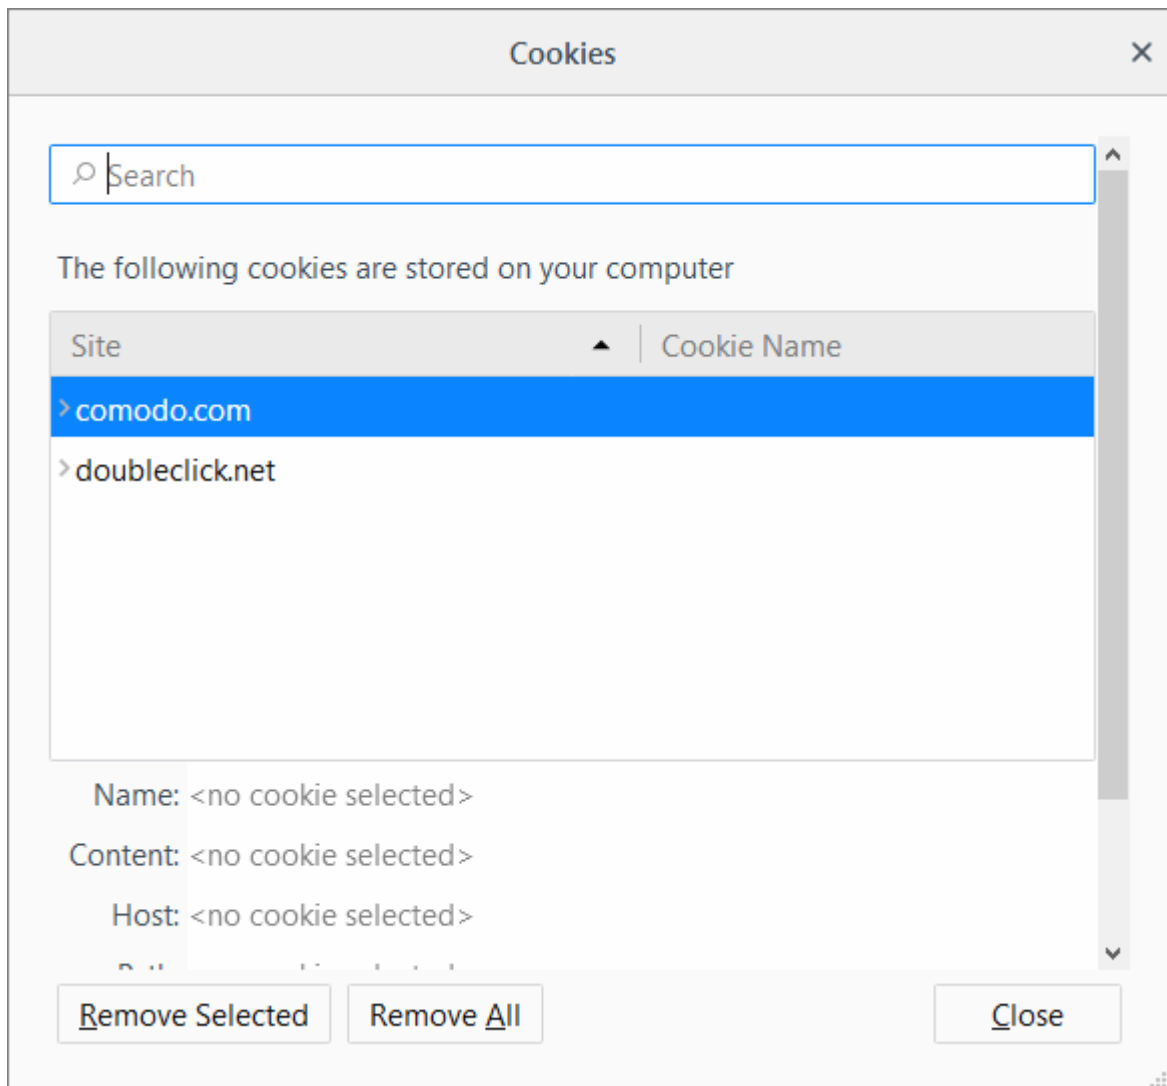 Cookies
Search
The following cookies are stored on your computer
Site Cookie Name
comodo.com
doubleclick.net
Name: <no cookie selected>
Content: <no cookie selected>
Host: <no cookie selected>
Remove Selected Remove All Close